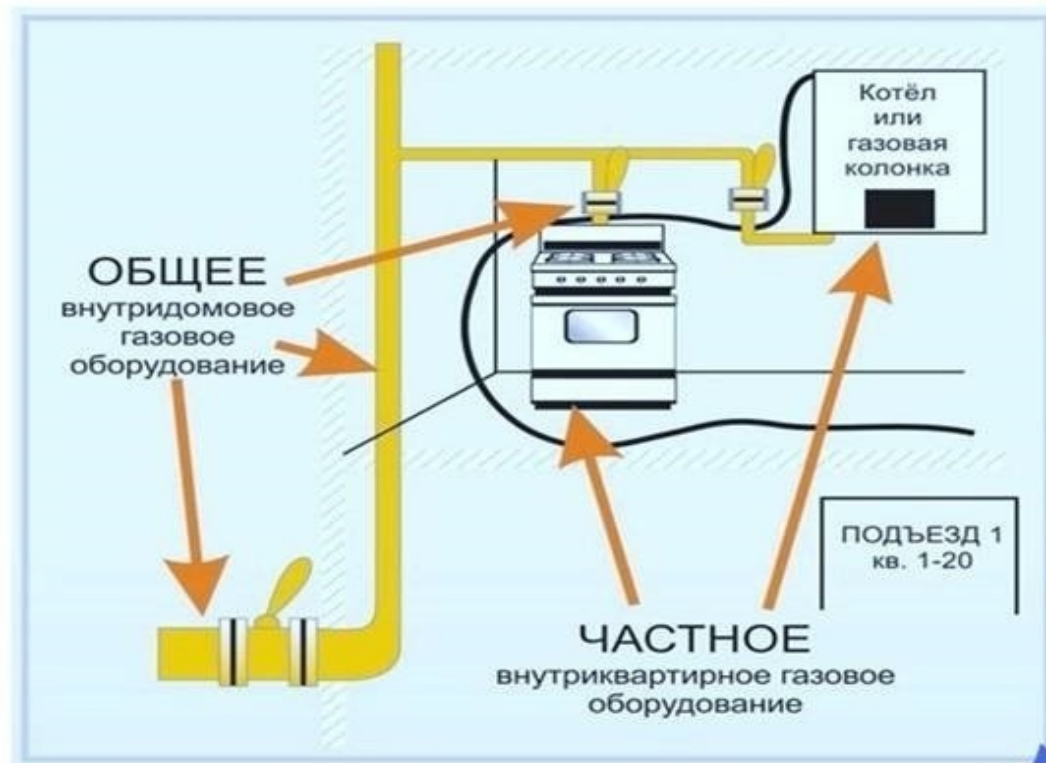 Котёл
или
газовая
колонка
ОБЩЕЕ
внутридомовое
газовое
оборудование
ПОДЪЕЗД 1
кв. 1-20
ЧАСТНОЕ
внутриквартирное газовое
оборудование